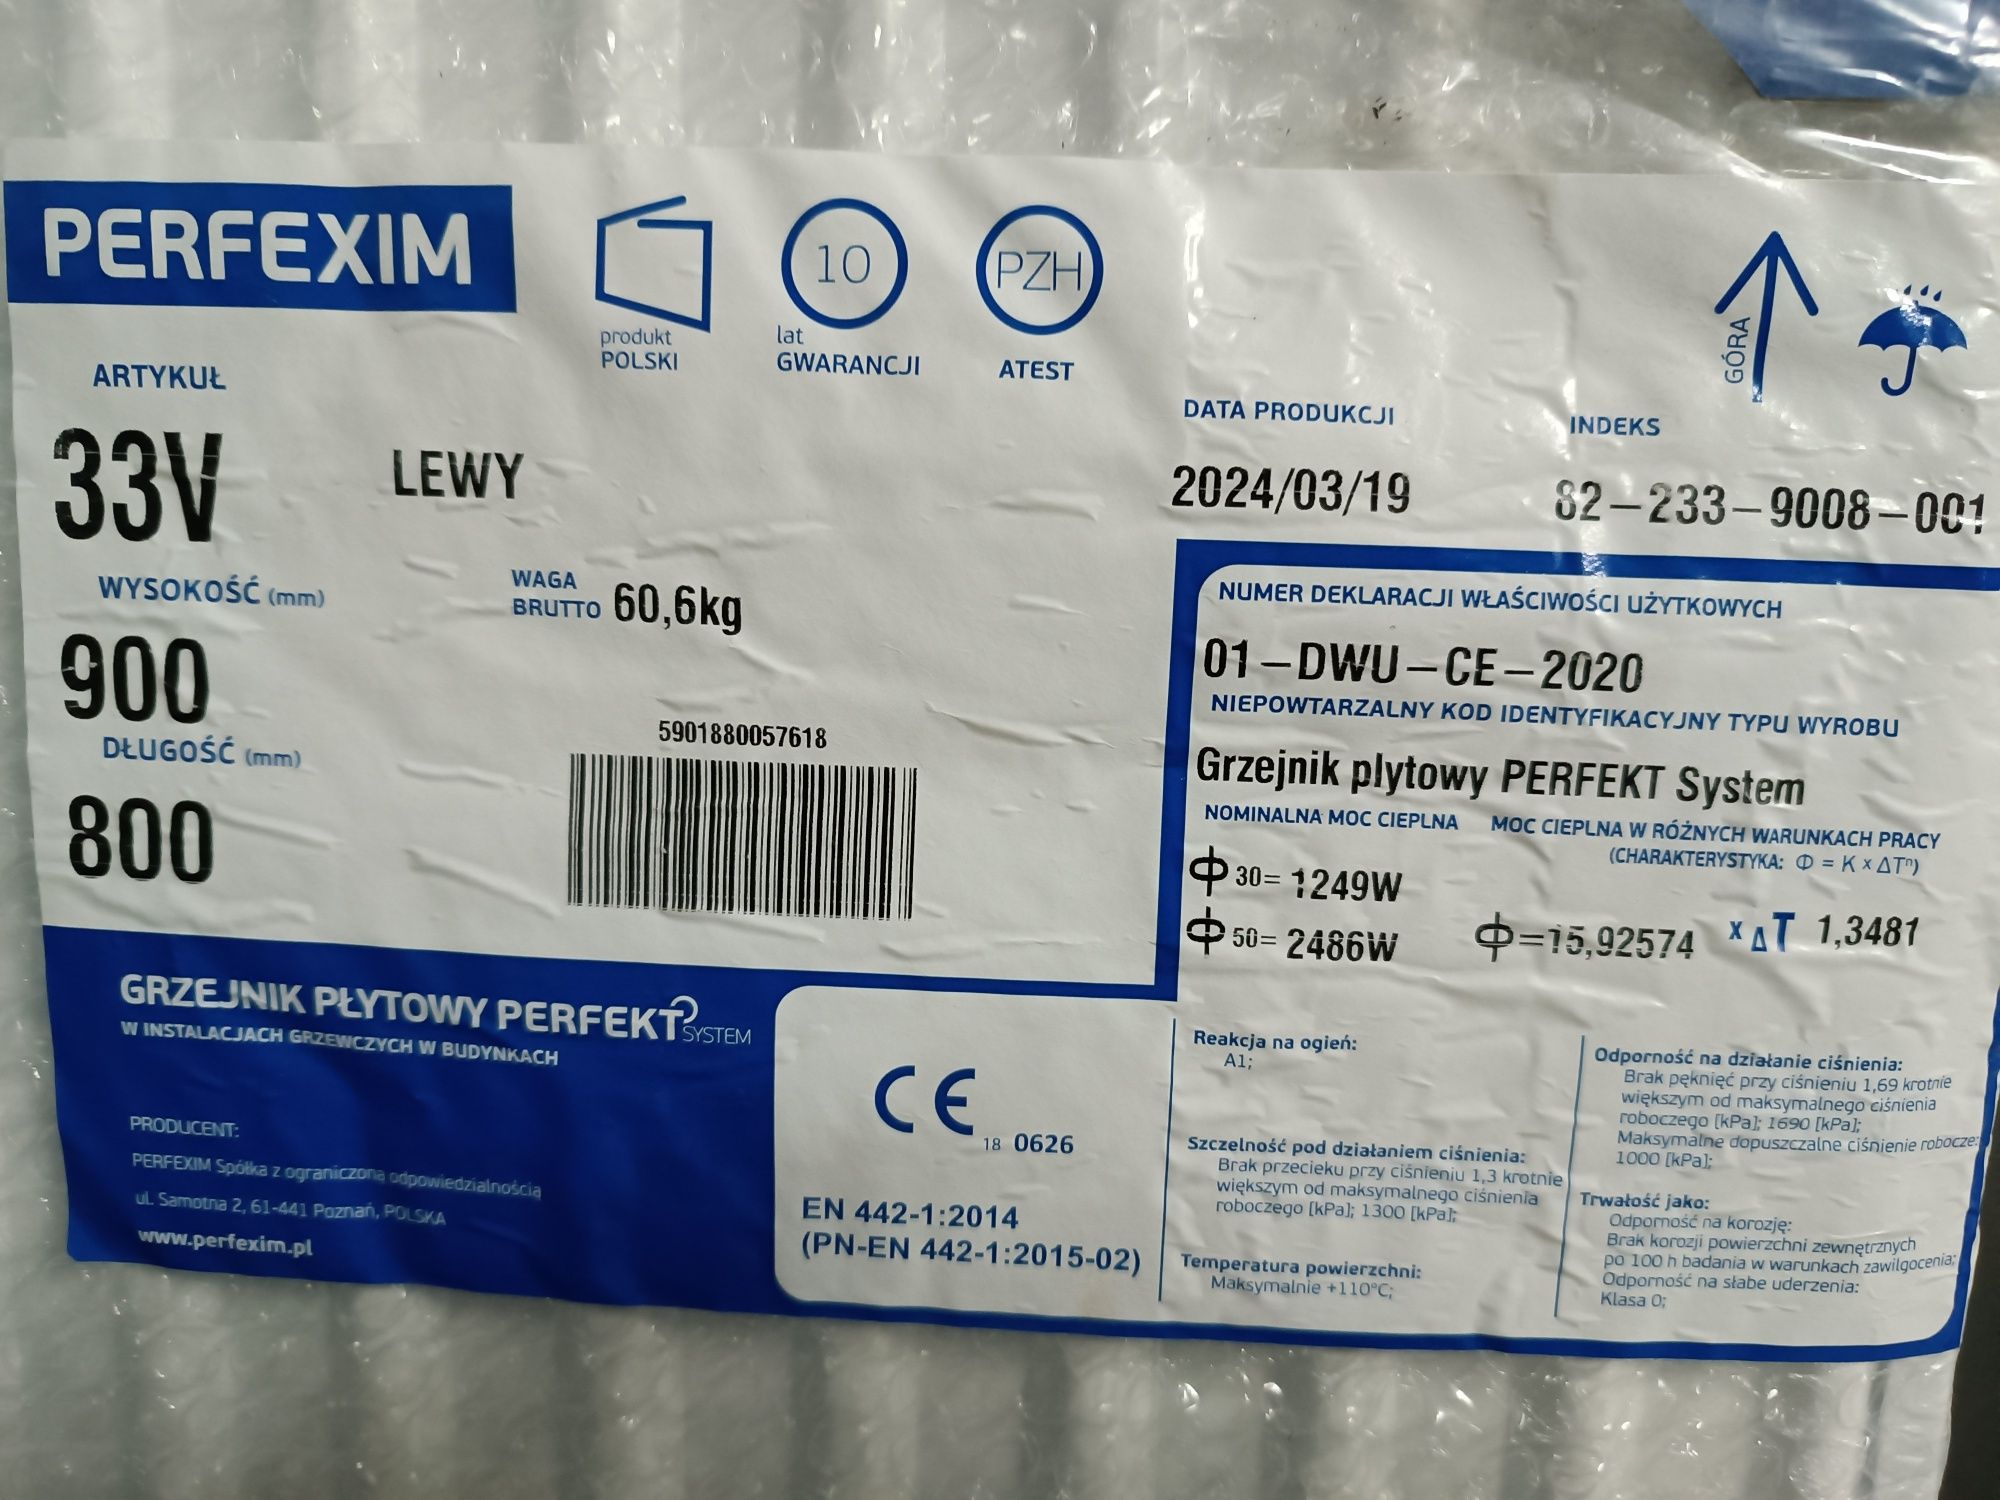 PERFEXIM
produkt
POLSKI
10
lat
GWARANCJI
PZH
ATEST
GÓRA
ARTYKUŁ
33V LEWY
WYSOKOŚĆ (mm)
900
WAGA
BRUTTO 60,6kg
DŁUGOŚĆ (mm)
800
5901880057618
DATA PRODUKCJI
2024/03/19
INDEKS
82-233-9008-001
NUMER DEKLARACJI WŁAŚCIWOŚCI UŻYTKOWYCH
01-DWU-CE-2020
NIEPOWTARZALNY KOD IDENTYFIKACYJNY TYPU WYROBU
Grzejnik plytowy PERFEKT System
NOMINALNA MOC CIEPLNA
Φ 30= 1249W
Φ 50= 2486W
MOC CIEPLNA W RÓŻNYCH WARUNKACH PRACY
(CHARAKTERYSTYKA: Φ = K x ΔTⁿ)
Φ=15,92574 x ΔT 1,3481
GRZEJNIK PŁYTOWY PERFEKT SYSTEM
W INSTALACJACH GRZEWCZYCH W BUDYNKACH
PRODUCENT:
PERFEXIM Spółka z ograniczoną odpowiedzialnością
ul. Samotna 2, 61-441 Poznań, POLSKA
www.perfexim.pl
CE
18 0626
EN 442-1:2014
(PN-EN 442-1:2015-02)
Reakcja na ogień:
A1;
Szczelność pod działaniem ciśnienia:
Brak przecieku przy ciśnieniu 1,3 krotnie
większym od maksymalnego ciśnienia
roboczego [kPa]; 1300 [kPa];
Temperatura powierzchni:
Maksymalnie +110°C;
Odporność na działanie ciśnienia:
Brak pęknięć przy ciśnieniu 1,69 krotnie
większym od maksymalnego ciśnienia
roboczego [kPa]; 1690 [kPa];
Maksymalne dopuszczalne ciśnienie robocze:
1000 [kPa];
Trwałość jako:
Odporność na korozję:
Brak korozji powierzchni zewnętrznych
po 100 h badania w warunkach zawilgocenia;
Odporność na słabe uderzenia:
Klasa 0;